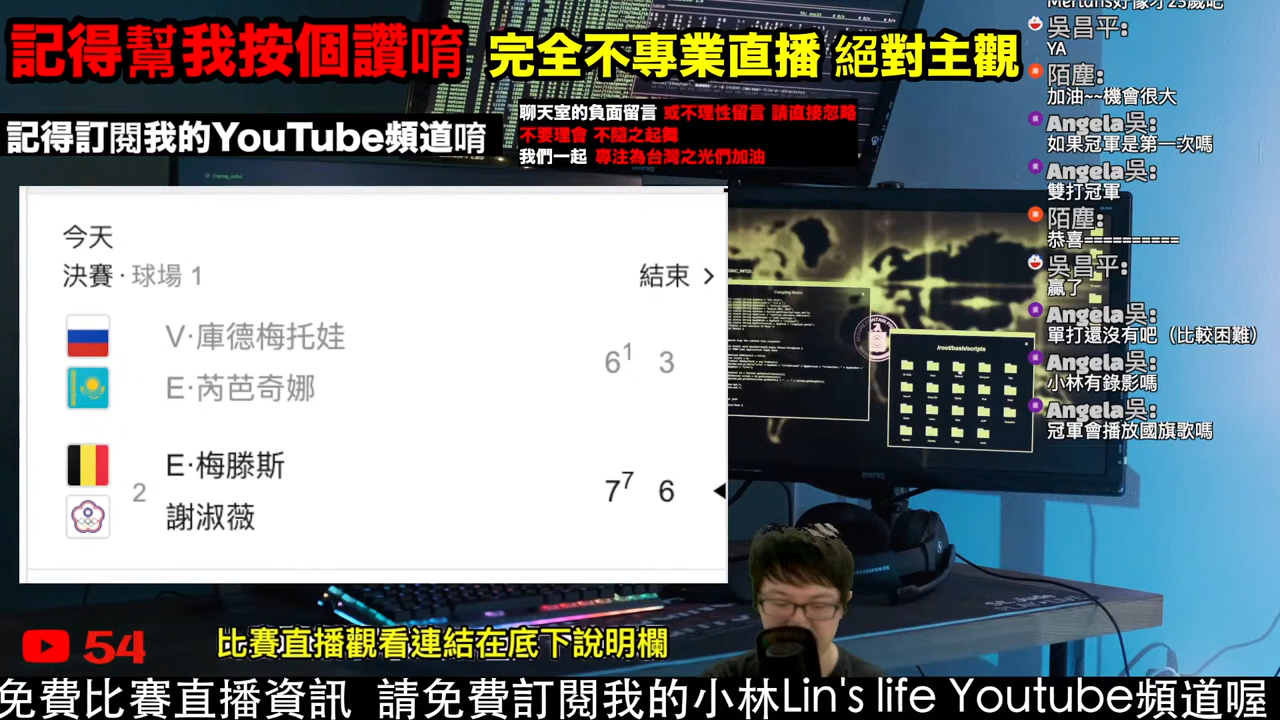 記得幫我按個讚唷
完全不專業直播 絕對主觀
記得訂閱我的YouTube頻道唷
聊天室的負面留言 或不理性留言 請直接忽略
不要理會 不隨之起舞
我們一起 專注為台灣之光們加油
今天
決賽 · 球場 1
結束
V·庫德梅托娃
6¹ 3
E·芮芭奇娜
2
E·梅滕斯
7⁷ 6
謝淑薇
吳昌平:
YA
陌塵:
加油~~機會很大
Angela吳:
如果冠軍是第一次嗎
Angela吳:
雙打冠軍
陌塵:
恭喜==========
吳昌平:
贏了
Angela吳:
單打還沒有吧（比較困難）
Angela吳:
小林有錄影嗎
Angela吳:
冠軍會播放國旗歌嗎
/root/bash/scripts
BenQ
54
比賽直播觀看連結在底下說明欄
免費比賽直播資訊 請免費訂閱我的小林Lin's life Youtube頻道喔